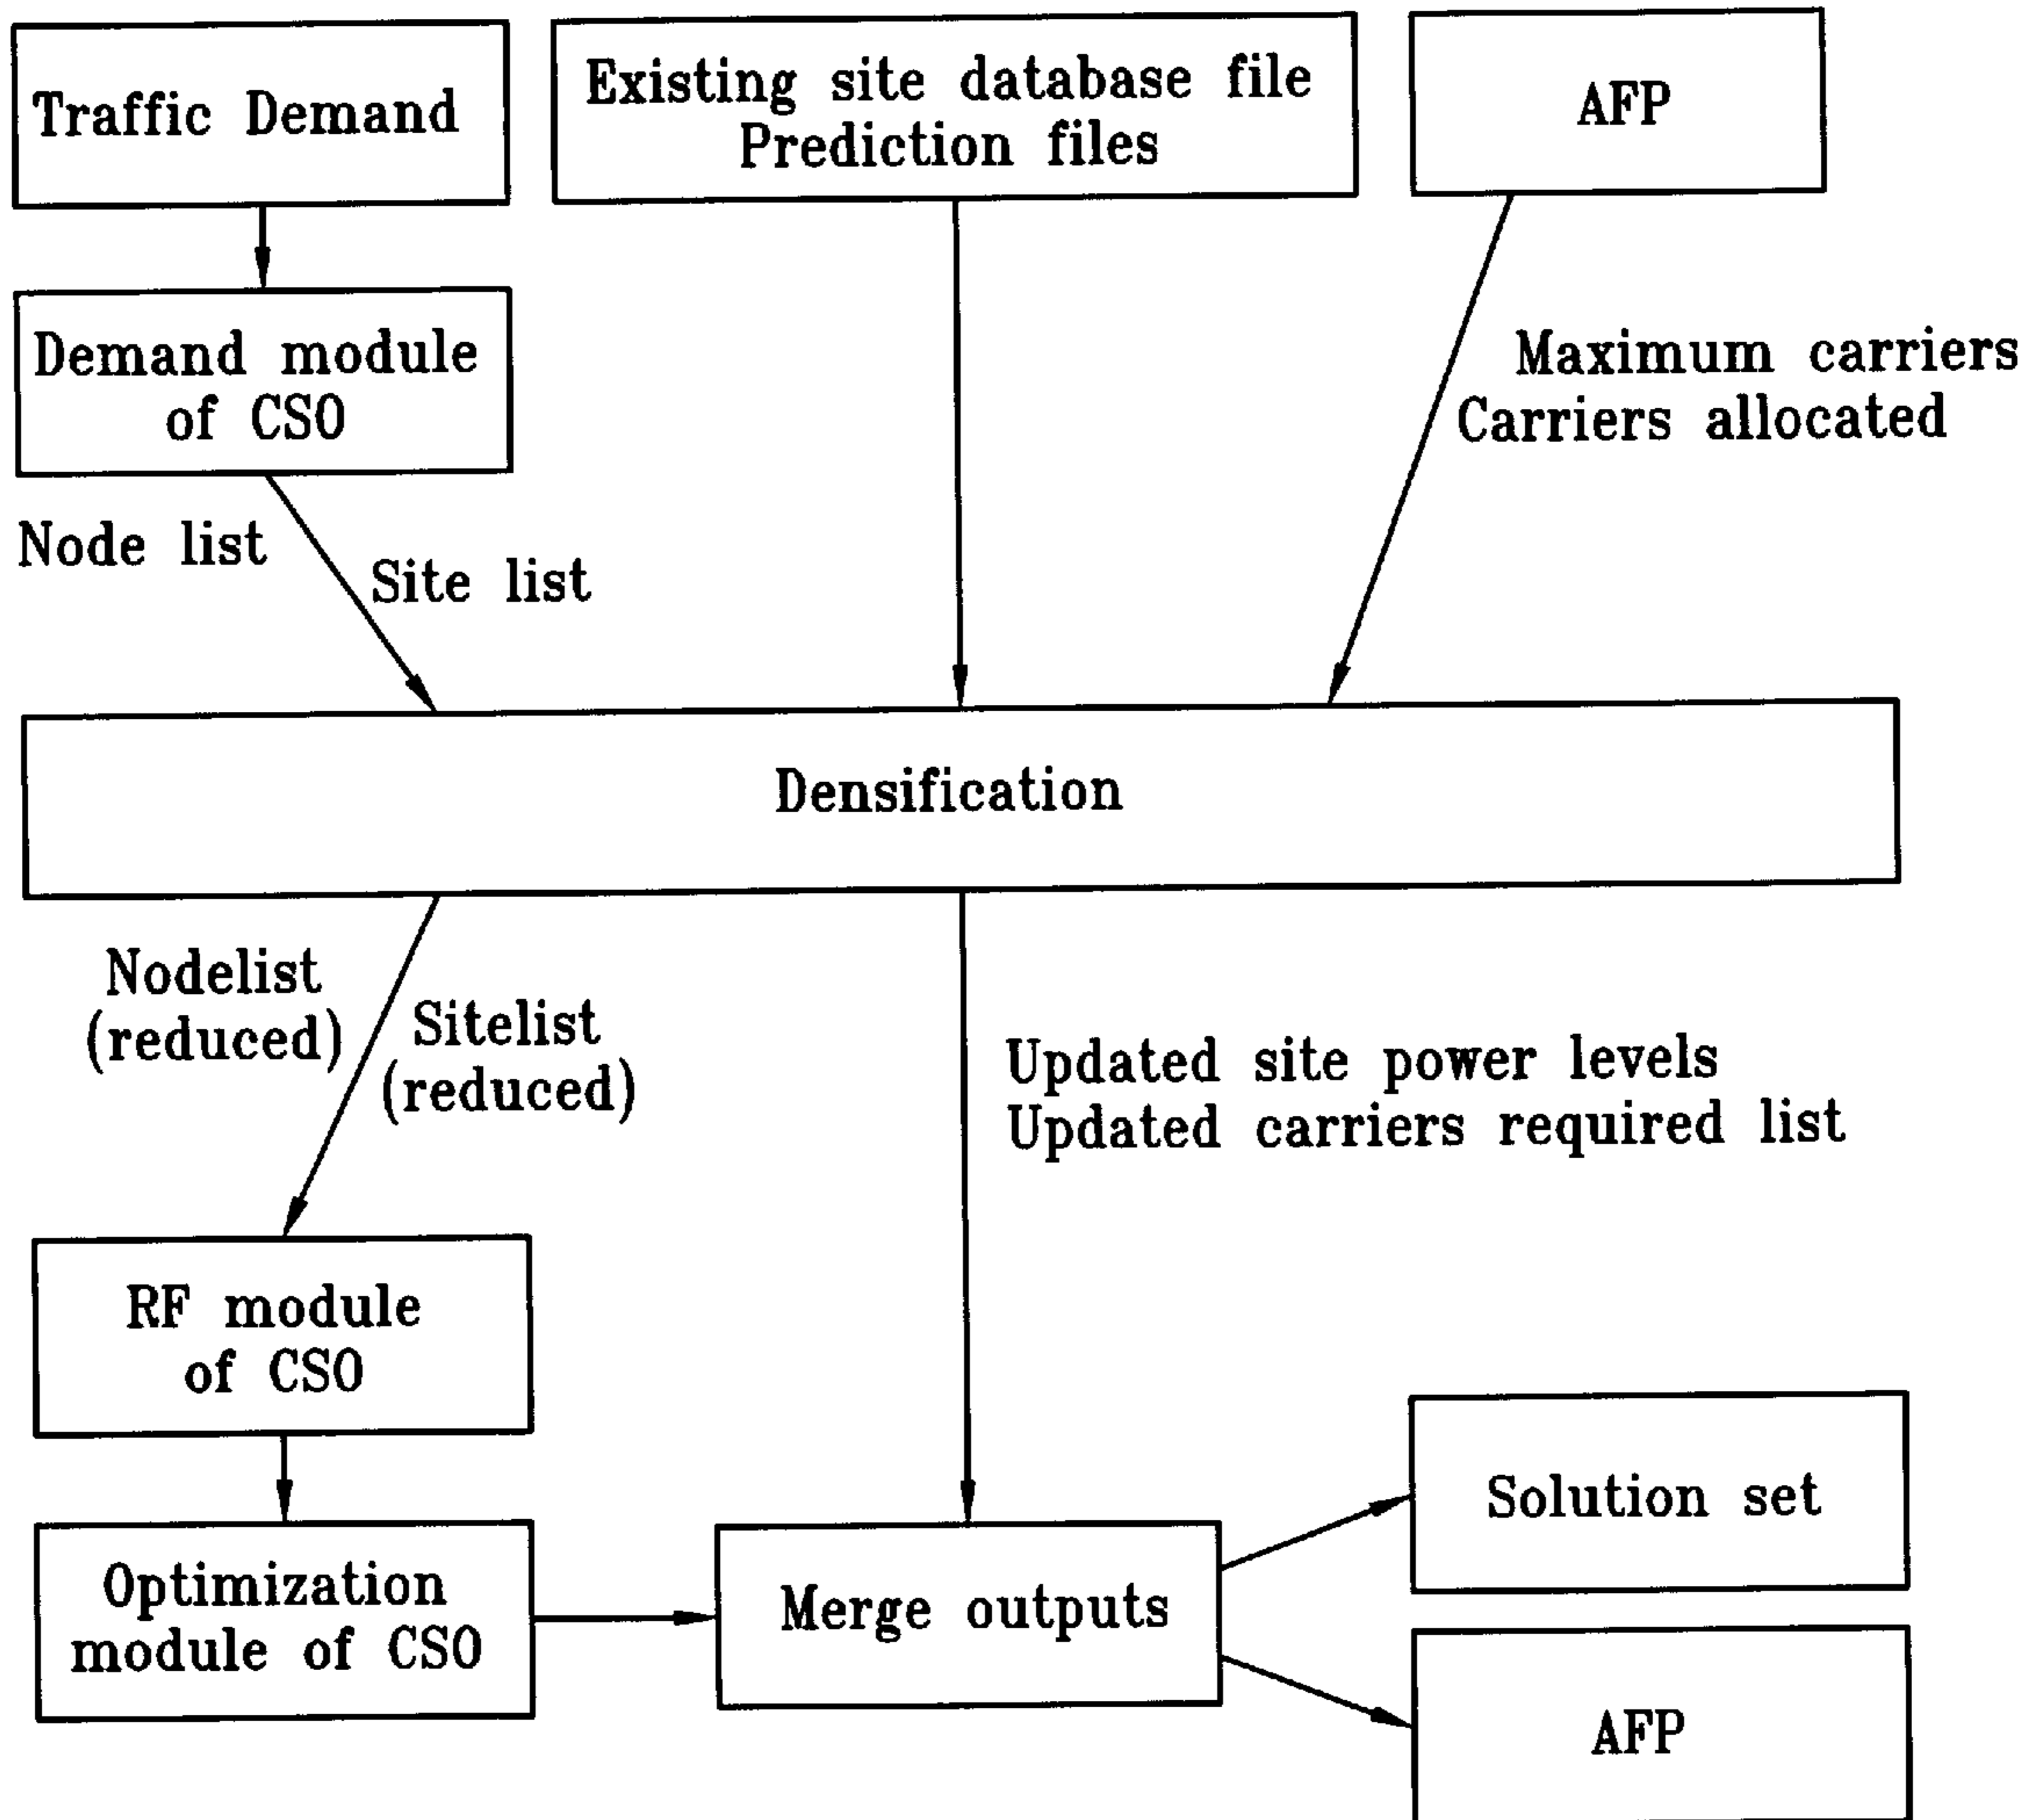 Traffic Demand
Existing site database file
Prediction files
AFP
Demand module
of CSO
Maximum carriers
Carriers allocated
Node list
Site list
Densification
Nodelist
(reduced)
Sitelist
(reduced)
Updated site power levels
Updated carriers required list
RF module
of CSO
Optimization
module of CSO
Merge outputs
Solution set
AFP